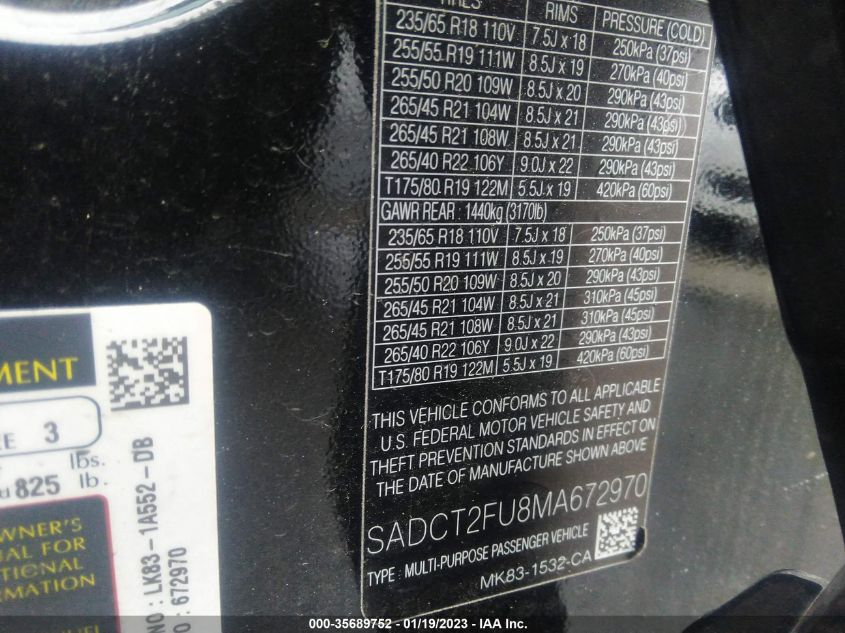 RIMS PRESSURE (COLD)
235/65 R18 110V 7.5J x 18 250kPa (37psi)
255/55 R19 111W 8.5J x 19 270kPa (40psi)
255/50 R20 109W 8.5J x 20 290kPa (43psi)
265/45 R21 104W 8.5J x 21 290kPa (43psi)
265/45 R21 108W 8.5J x 21 290kPa (43psi)
265/40 R22 106Y 9.0J x 22 290kPa (43psi)
T175/80 R19 122M 5.5J x 19 420kPa (60psi)
GAWR REAR: 1440kg (3170lb)
235/65 R18 110V 7.5J x 18 250kPa (37psi)
255/55 R19 111W 8.5J x 19 270kPa (40psi)
255/50 R20 109W 8.5J x 20 290kPa (43psi)
265/45 R21 104W 8.5J x 21 310kPa (45psi)
265/45 R21 108W 8.5J x 21 310kPa (45psi)
265/40 R22 106Y 9.0J x 22 290kPa (43psi)
T175/80 R19 122M 5.5J x 19 420kPa (60psi)
THIS VEHICLE CONFORMS TO ALL APPLICABLE
U.S. FEDERAL MOTOR VEHICLE SAFETY AND
THEFT PREVENTION STANDARDS IN EFFECT ON
THE DATE OF MANUFACTURE SHOWN ABOVE
SADCT2FU8MA672970
TYPE : MULTI-PURPOSE PASSENGER VEHICLE
MK83-1532-CA
MENT
3
lbs.
825 lb.
WNER'S
AL FOR
TIONAL
RMATION
NO : LK83-1A552-DB
O : 672970
000--35689752 - 01/19/2023 - IAA Inc.